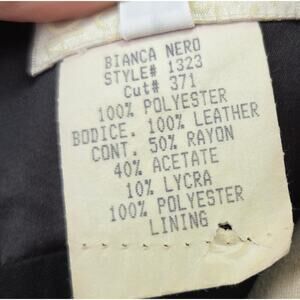 BIANCA NERO
STYLE# 1323
Cut# 371
100% POLYESTER
BODICE. 100% LEATHER
CONT. 50% RAYON
40% ACETATE
10% LYCRA
100% POLYESTER
LINING